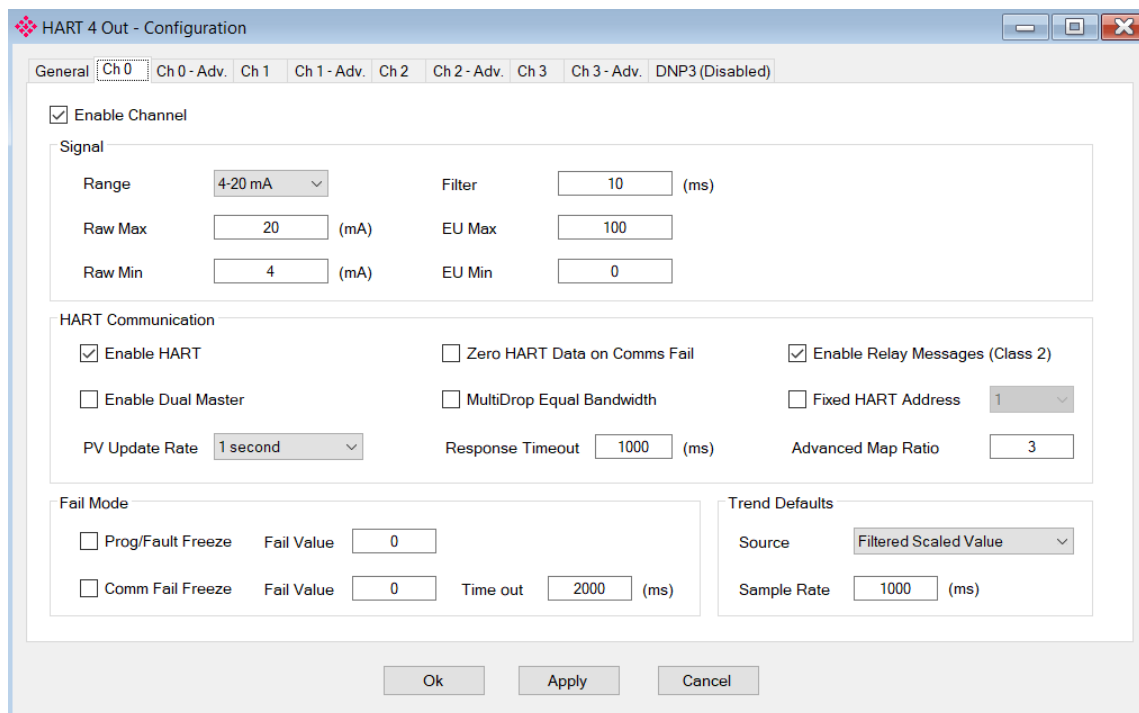 HART 4 Out - Configuration
General Ch 0 Ch 0 - Adv. Ch 1 Ch 1 - Adv. Ch 2 Ch 2 - Adv. Ch 3 Ch 3 - Adv. DNP3 (Disabled)
Enable Channel
Signal
Range 4-20 mA Filter 10 (ms)
Raw Max 20 (mA) EU Max 100
Raw Min 4 (mA) EU Min 0
HART Communication
Enable HART Zero HART Data on Comms Fail Enable Relay Messages (Class 2)
Enable Dual Master MultiDrop Equal Bandwidth Fixed HART Address 1
PV Update Rate 1 second Response Timeout 1000 (ms) Advanced Map Ratio 3
Fail Mode Trend Defaults
Prog/Fault Freeze Fail Value 0 Source Filtered Scaled Value
Comm Fail Freeze Fail Value 0 Time out 2000 (ms) Sample Rate 1000 (ms)
Ok Apply Cancel